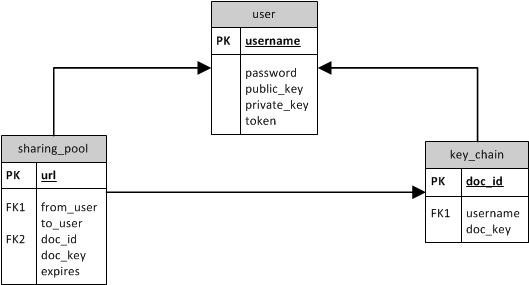 user
PK username
password
public_key
private_key
token
sharing_pool
PK url
FK1 from_user
to_user
FK2 doc_id
doc_key
expires
key_chain
PK doc_id
FK1 username
doc_key